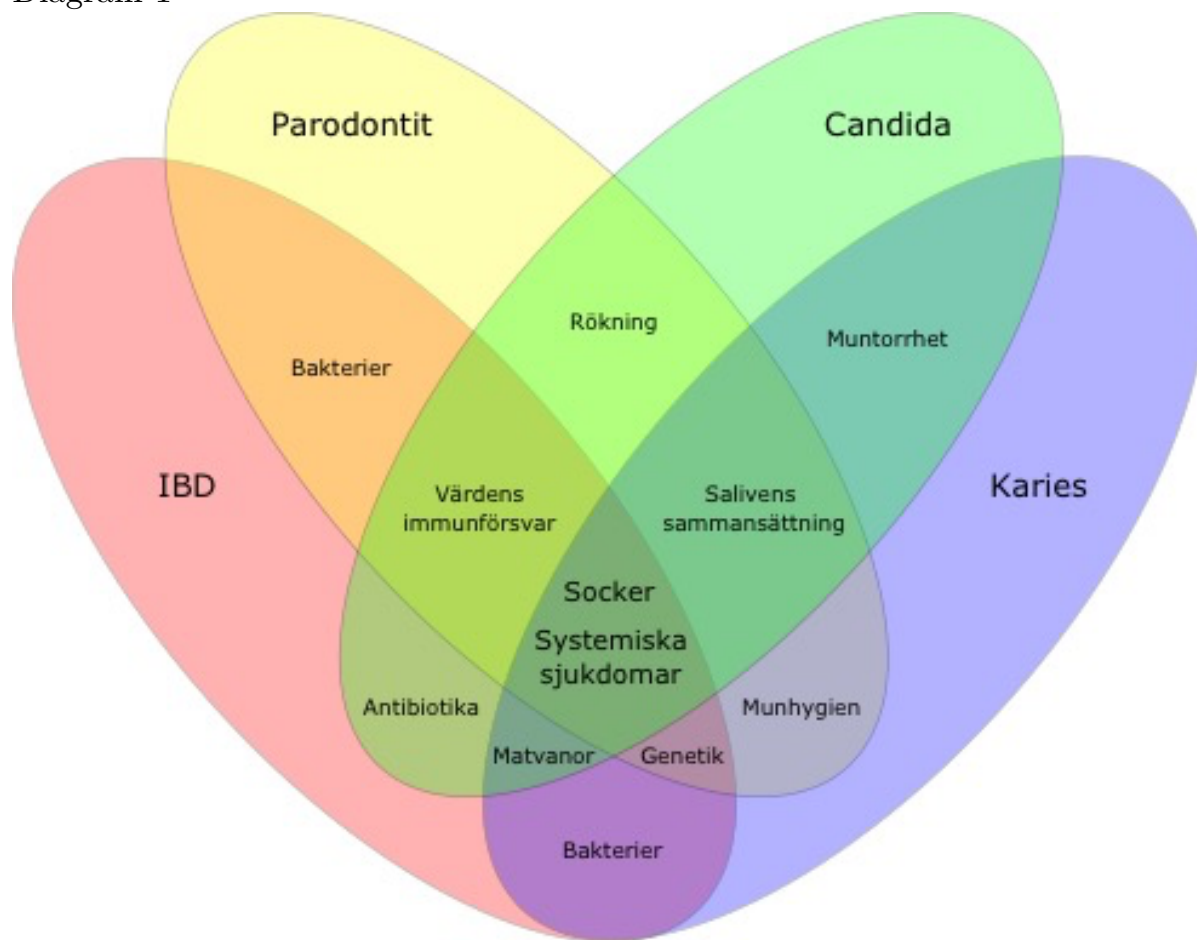 Diagram 1
Parodontit
Candida
Rökning
Muntorrhet
Bakterier
IBD
Karies
Värdens
immunförsvar
Salivens
sammansättning
Socker
Systemiska
sjukdomar
Antibiotika
Munhygien
Matvanor
Genetik
Bakterier